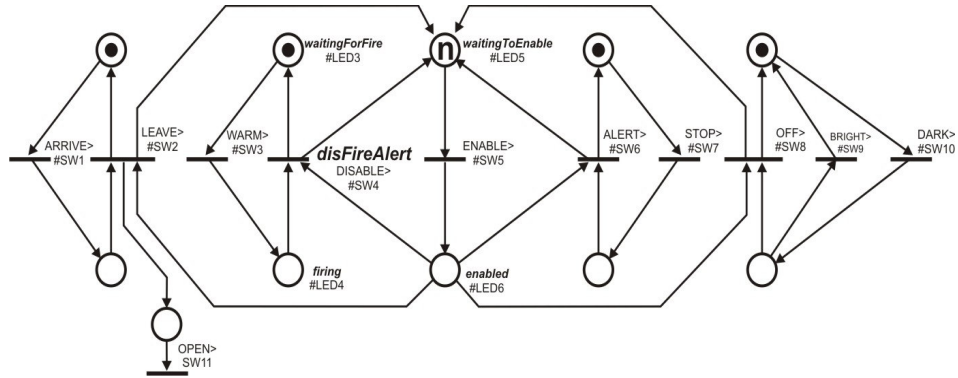 waitingForFire
#LED3
n
waitingToEnable
#LED5
ARRIVE>
#SW1
LEAVE>
#SW2
WARM>
#SW3
disFireAlert
DISABLE>
#SW4
ENABLE>
#SW5
ALERT>
#SW6
STOP>
#SW7
OFF>
#SW8
BRIGHT>
#SW9
DARK>
#SW10
firing
#LED4
enabled
#LED6
OPEN>
SW11